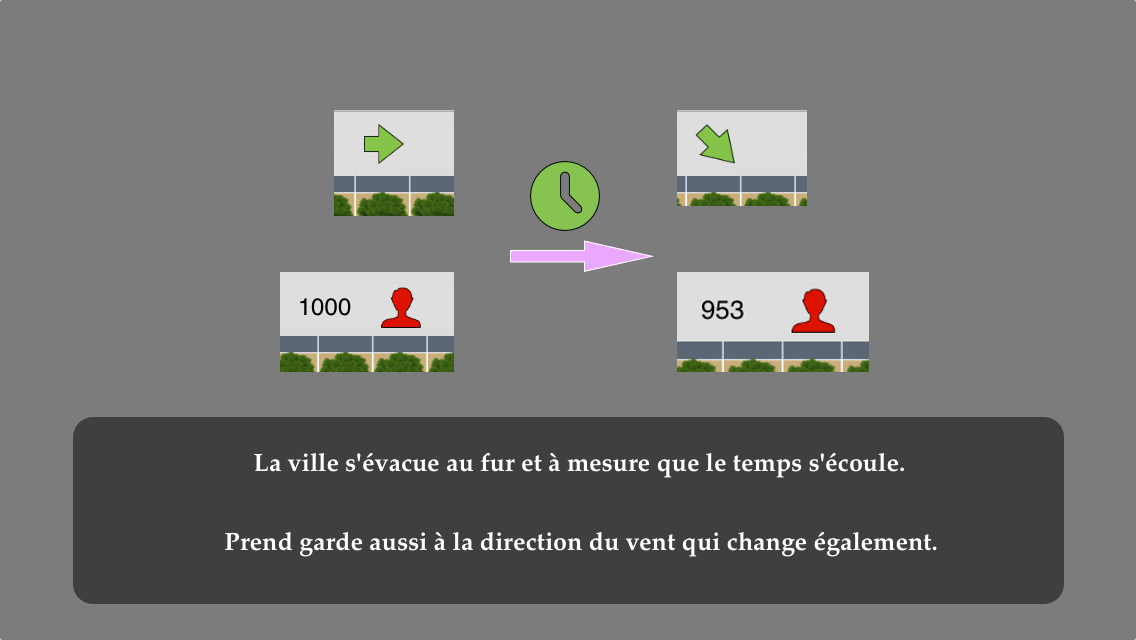 1000
953
La ville s'évacue au fur et à mesure que le temps s'écoule.
Prend garde aussi à la direction du vent qui change également.